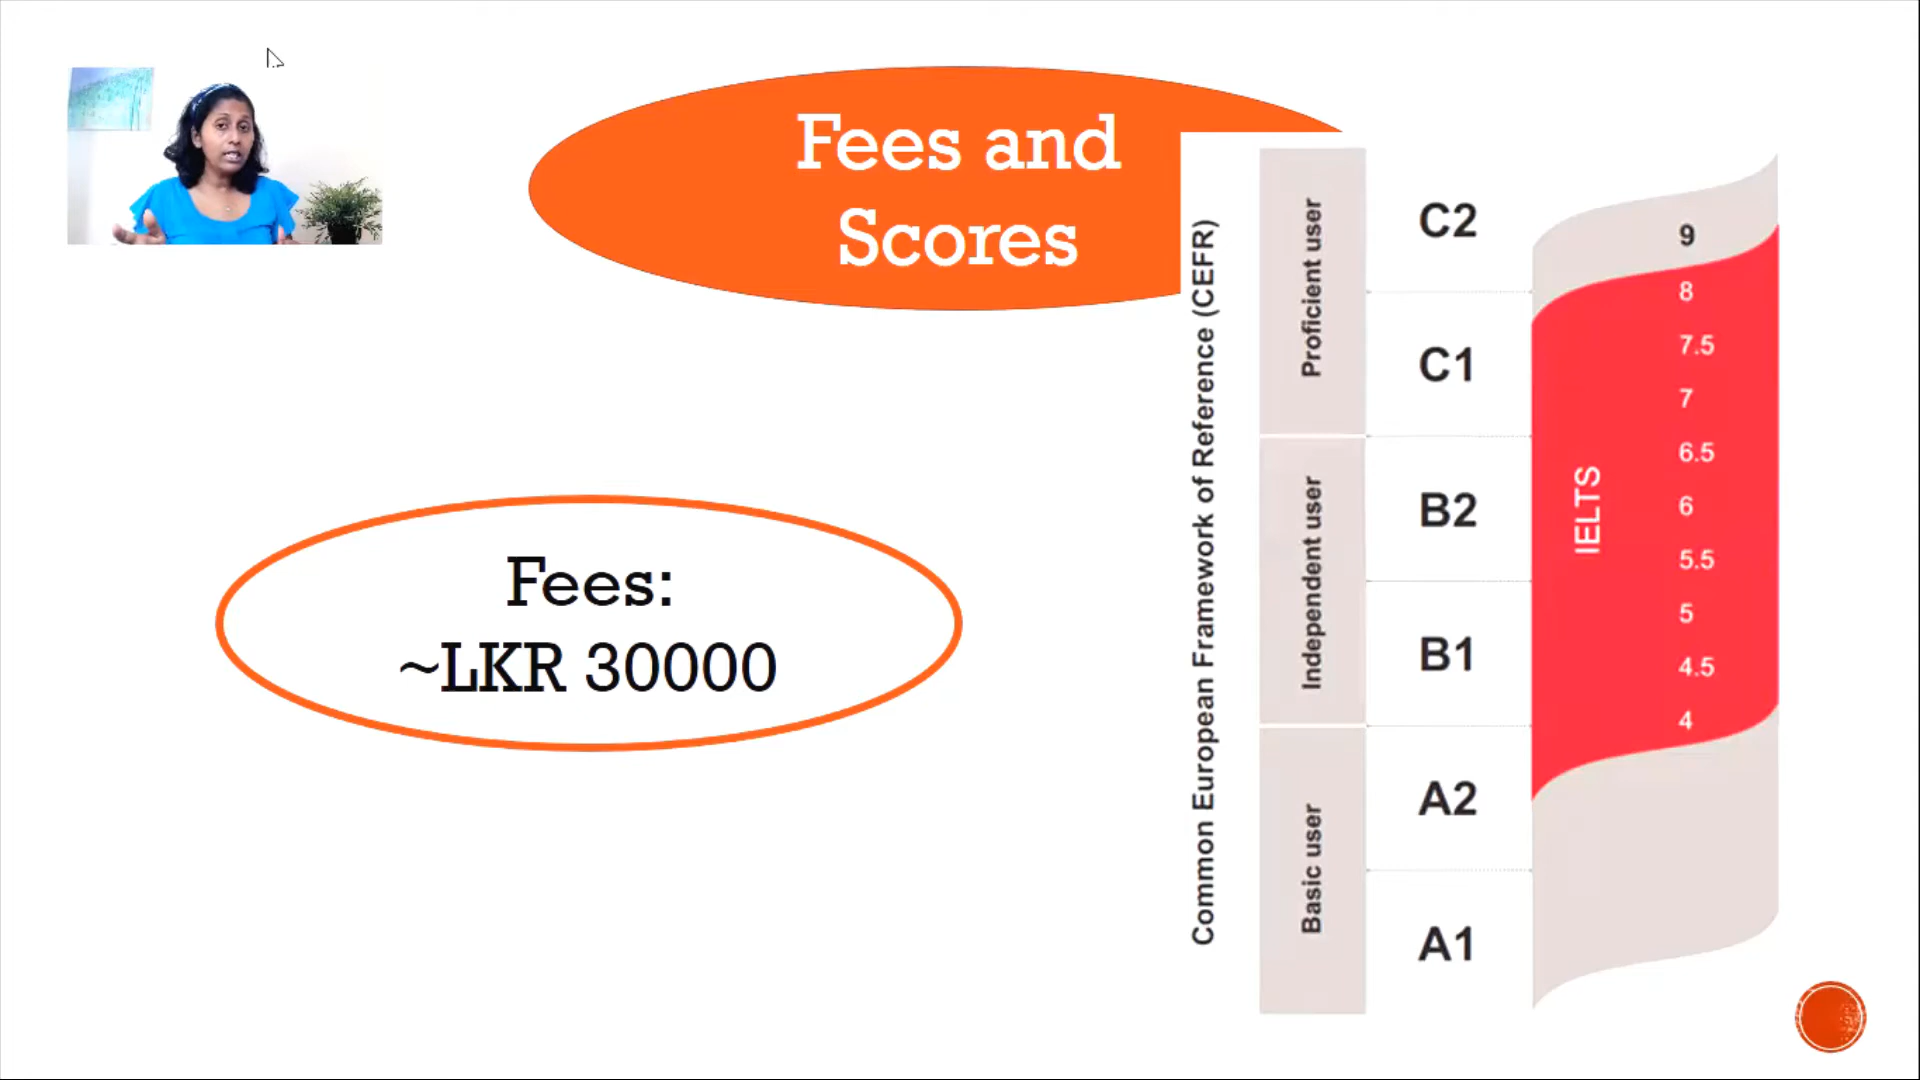 Fees and
Scores
Fees:
~LKR 30000
Common European Framework of Reference (CEFR)
Proficient user
Independent user
Basic user
C2
C1
B2
B1
A2
A1
IELTS
9
8
7.5
7
6.5
6
5.5
5
4.5
4